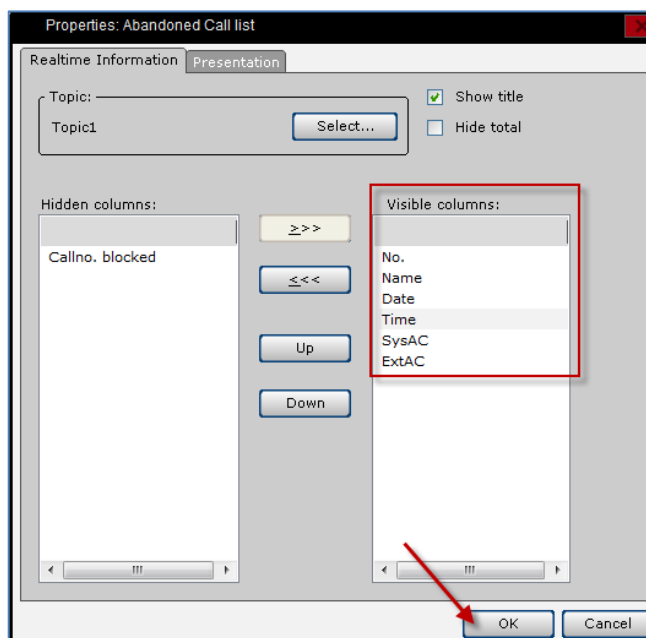 Properties: Abandoned Call list
Realtime Information
Presentation
Topic:
Topic1
Select...
Show title
Hide total
Hidden columns:
Callno. blocked
>>>
<<<
Up
Down
Visible columns:
No.
Name
Date
Time
SysAC
ExtAC
OK
Cancel